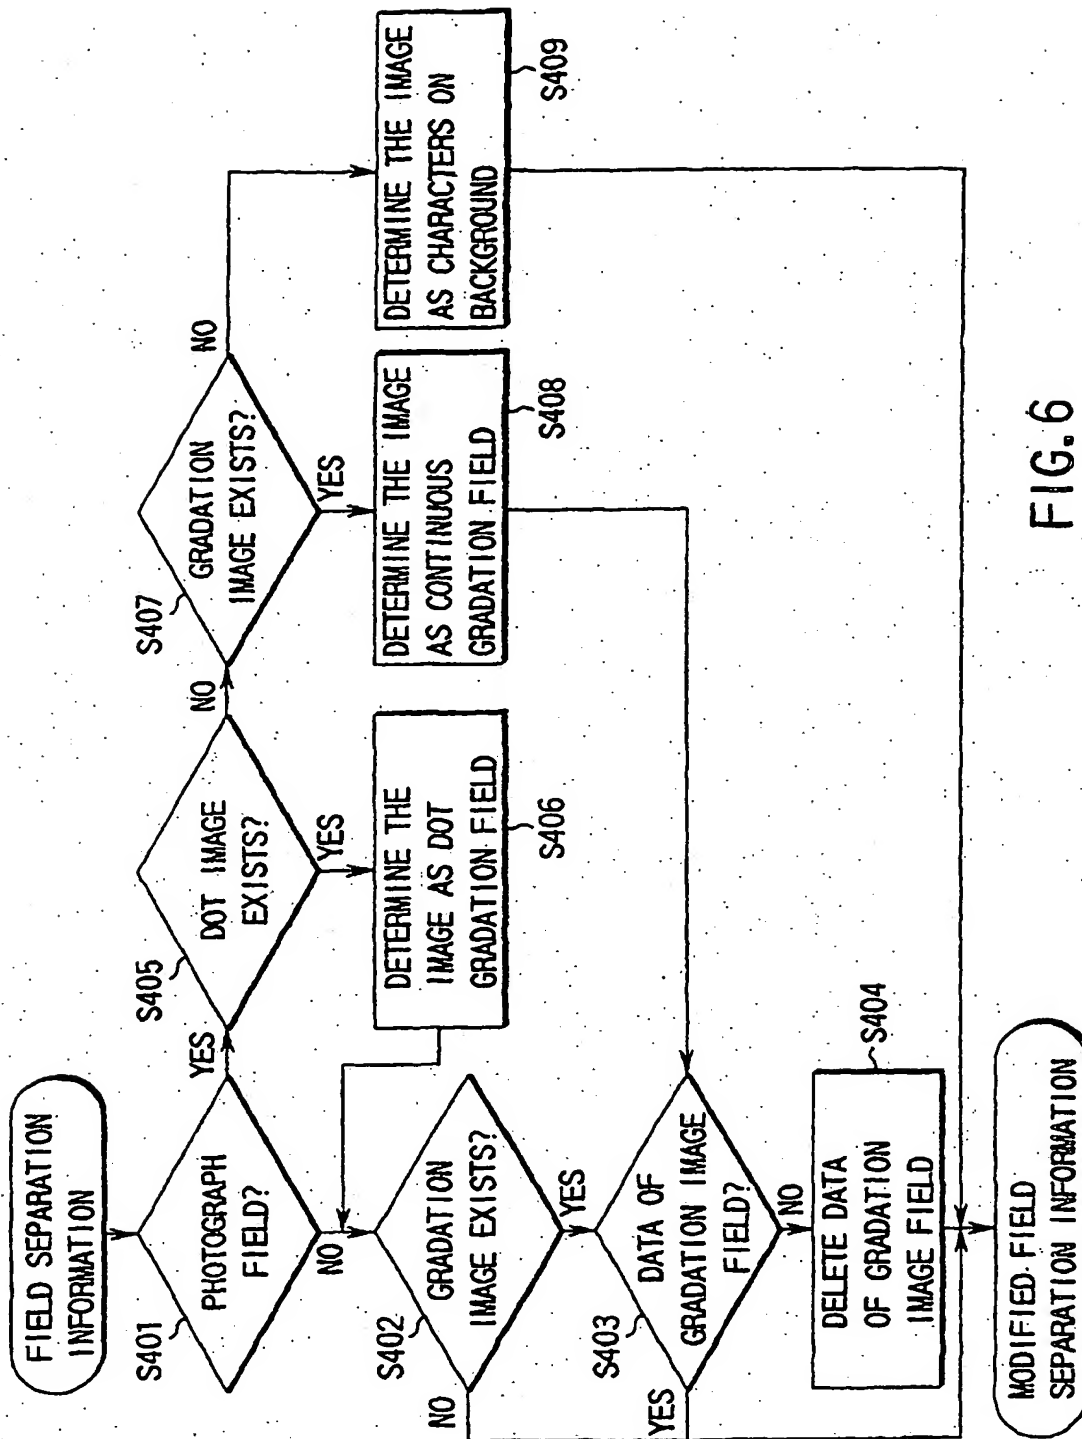 FIELD SEPARATION
INFORMATION
S401
PHOTOGRAPH
FIELD?
YES
NO
S405
DOT IMAGE
EXISTS?
NO
YES
S407
GRADATION
IMAGE EXISTS?
NO
YES
S402
GRADATION
IMAGE EXISTS?
NO
YES
DETERMINE THE
IMAGE AS DOT
GRADATION FIELD
S406
DETERMINE THE IMAGE
AS CONTINUOUS
GRADATION FIELD
S408
DETERMINE THE IMAGE
AS CHARACTERS ON
BACKGROUND
S409
S403
DATA OF
GRADATION IMAGE
FIELD?
YES
NO
DELETE DATA
OF GRADATION
IMAGE FIELD
S404
MODIFIED FIELD
SEPARATION INFORMATION
FIG.6